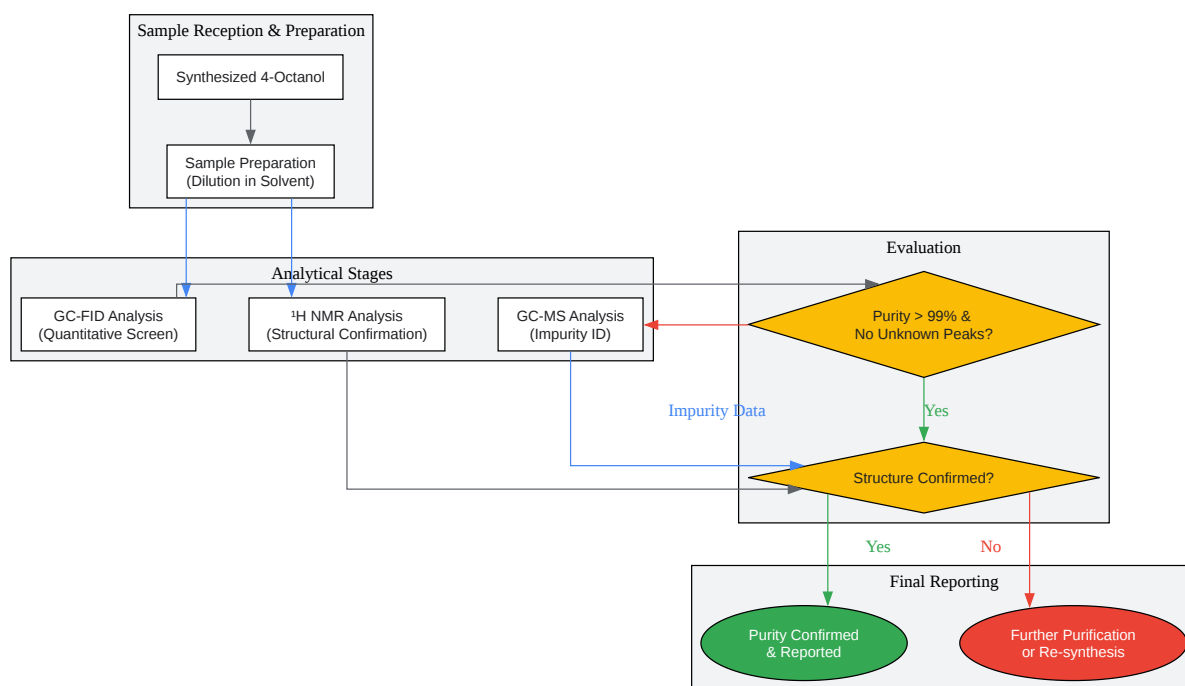 Sample Reception & Preparation
Synthesized 4-Octanol
Sample Preparation
(Dilution in Solvent)
Analytical Stages
GC-FID Analysis
(Quantitative Screen)
¹H NMR Analysis
(Structural Confirmation)
GC-MS Analysis
(Impurity ID)
Evaluation
Purity > 99% &
No Unknown Peaks?
Impurity Data
Yes
Structure Confirmed?
Yes
No
Final Reporting
Purity Confirmed
& Reported
Further Purification
or Re-synthesis